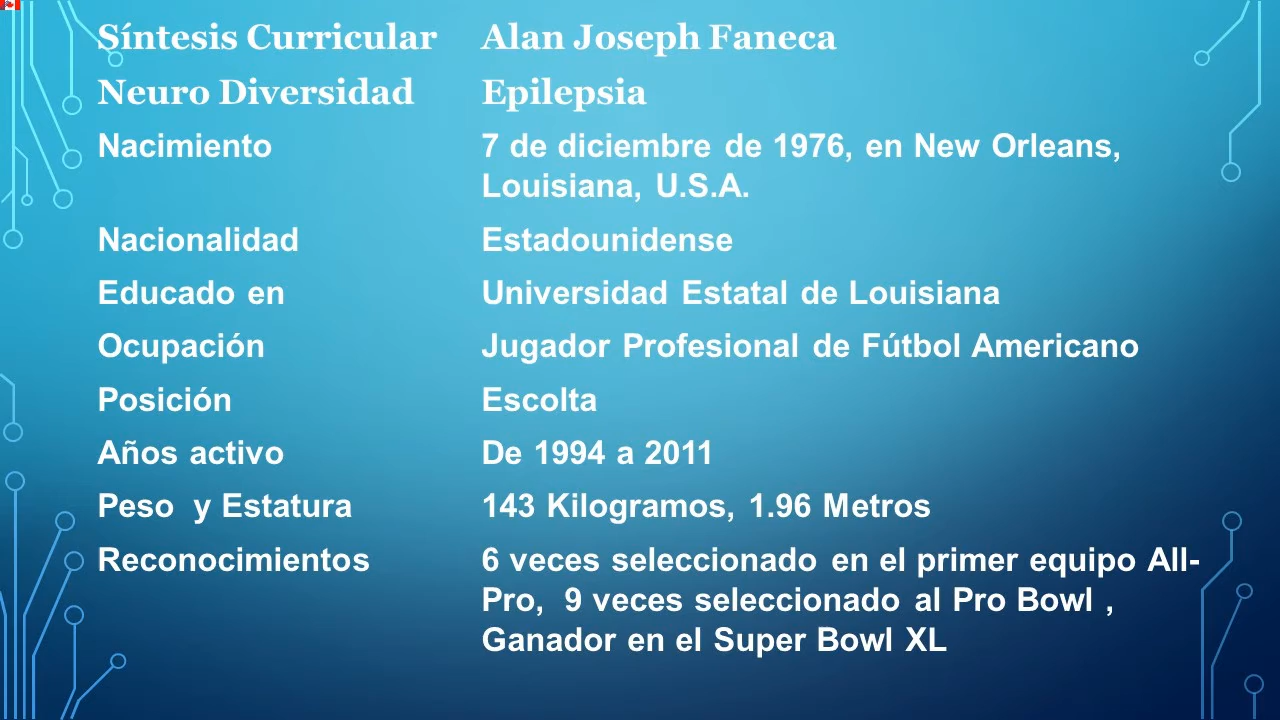 Síntesis Curricular Alan Joseph Faneca
Neuro Diversidad Epilepsia
Nacimiento 7 de diciembre de 1976, en New Orleans,
Louisiana, U.S.A.
Nacionalidad Estadounidense
Educado en Universidad Estatal de Louisiana
Ocupación Jugador Profesional de Fútbol Americano
Posición Escolta
Años activo De 1994 a 2011
Peso y Estatura 143 Kilogramos, 1.96 Metros
Reconocimientos 6 veces seleccionado en el primer equipo All-
Pro, 9 veces seleccionado al Pro Bowl ,
Ganador en el Super Bowl XL